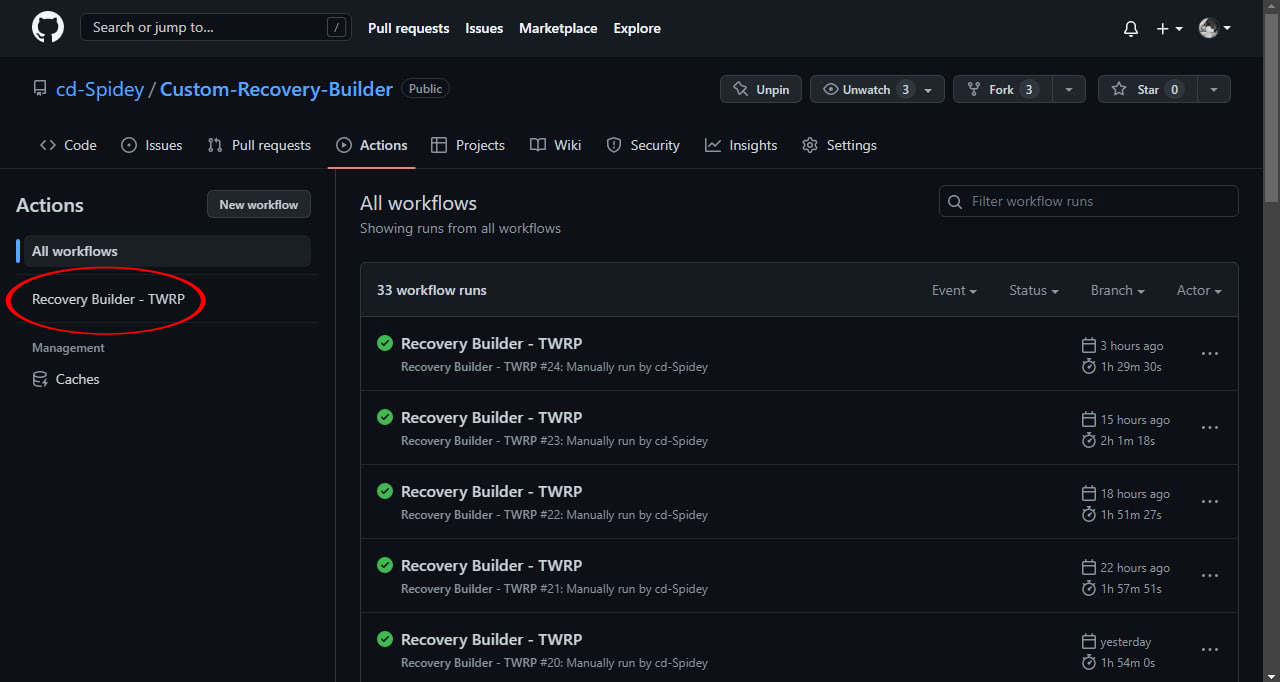 Search or jump to... /
Pull requests Issues Marketplace Explore
cd-Spidey / Custom-Recovery-Builder Public
Unpin Unwatch 3 Fork 3 Star 0
Code Issues Pull requests Actions Projects Wiki Security Insights Settings
Actions New workflow
All workflows
Recovery Builder - TWRP
Management
Caches
All workflows
Showing runs from all workflows
Filter workflow runs
33 workflow runs Event Status Branch Actor
Recovery Builder - TWRP
Recovery Builder - TWRP #24: Manually run by cd-Spidey
3 hours ago
1h 29m 30s
Recovery Builder - TWRP
Recovery Builder - TWRP #23: Manually run by cd-Spidey
15 hours ago
2h 1m 18s
Recovery Builder - TWRP
Recovery Builder - TWRP #22: Manually run by cd-Spidey
18 hours ago
1h 51m 27s
Recovery Builder - TWRP
Recovery Builder - TWRP #21: Manually run by cd-Spidey
22 hours ago
1h 57m 51s
Recovery Builder - TWRP
Recovery Builder - TWRP #20: Manually run by cd-Spidey
yesterday
1h 54m 0s